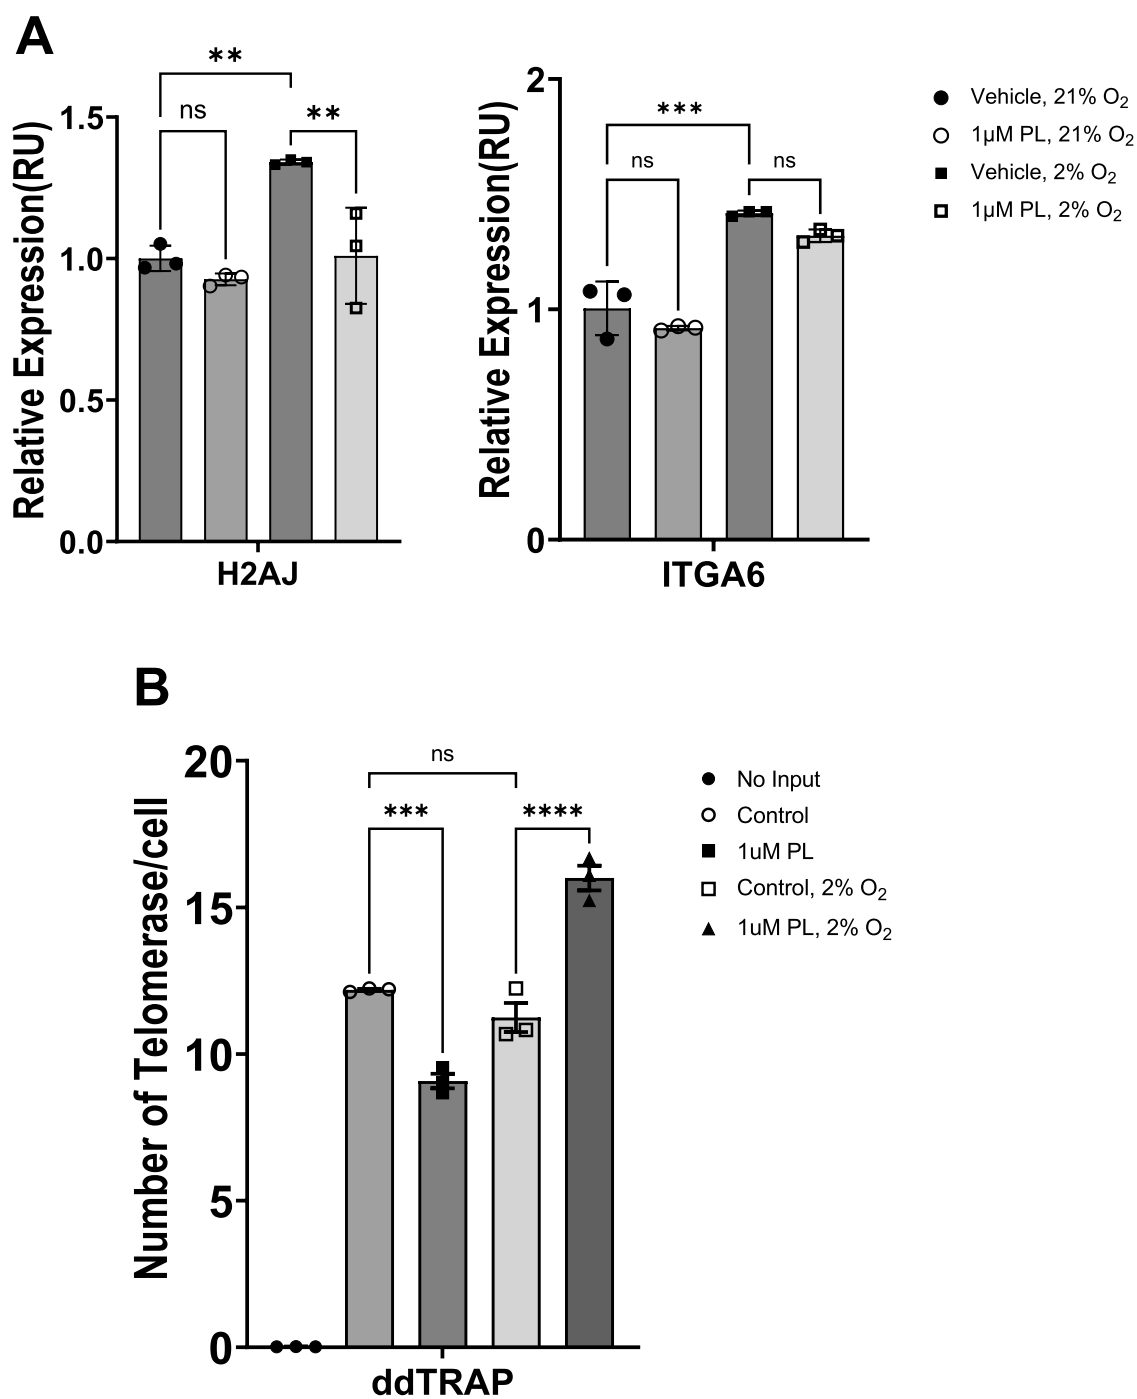 A
**
ns
**
1.5
1.0
0.5
0.0
Relative Expression(RU)
H2AJ
***
ns
ns
2
1
0
Relative Expression(RU)
ITGA6
Vehicle, 21% O₂
1µM PL, 21% O₂
Vehicle, 2% O₂
1µM PL, 2% O₂
B
ns
***
****
20
15
10
5
0
Number of Telomerase/cell
ddTRAP
No Input
Control
1uM PL
Control, 2% O₂
1uM PL, 2% O₂